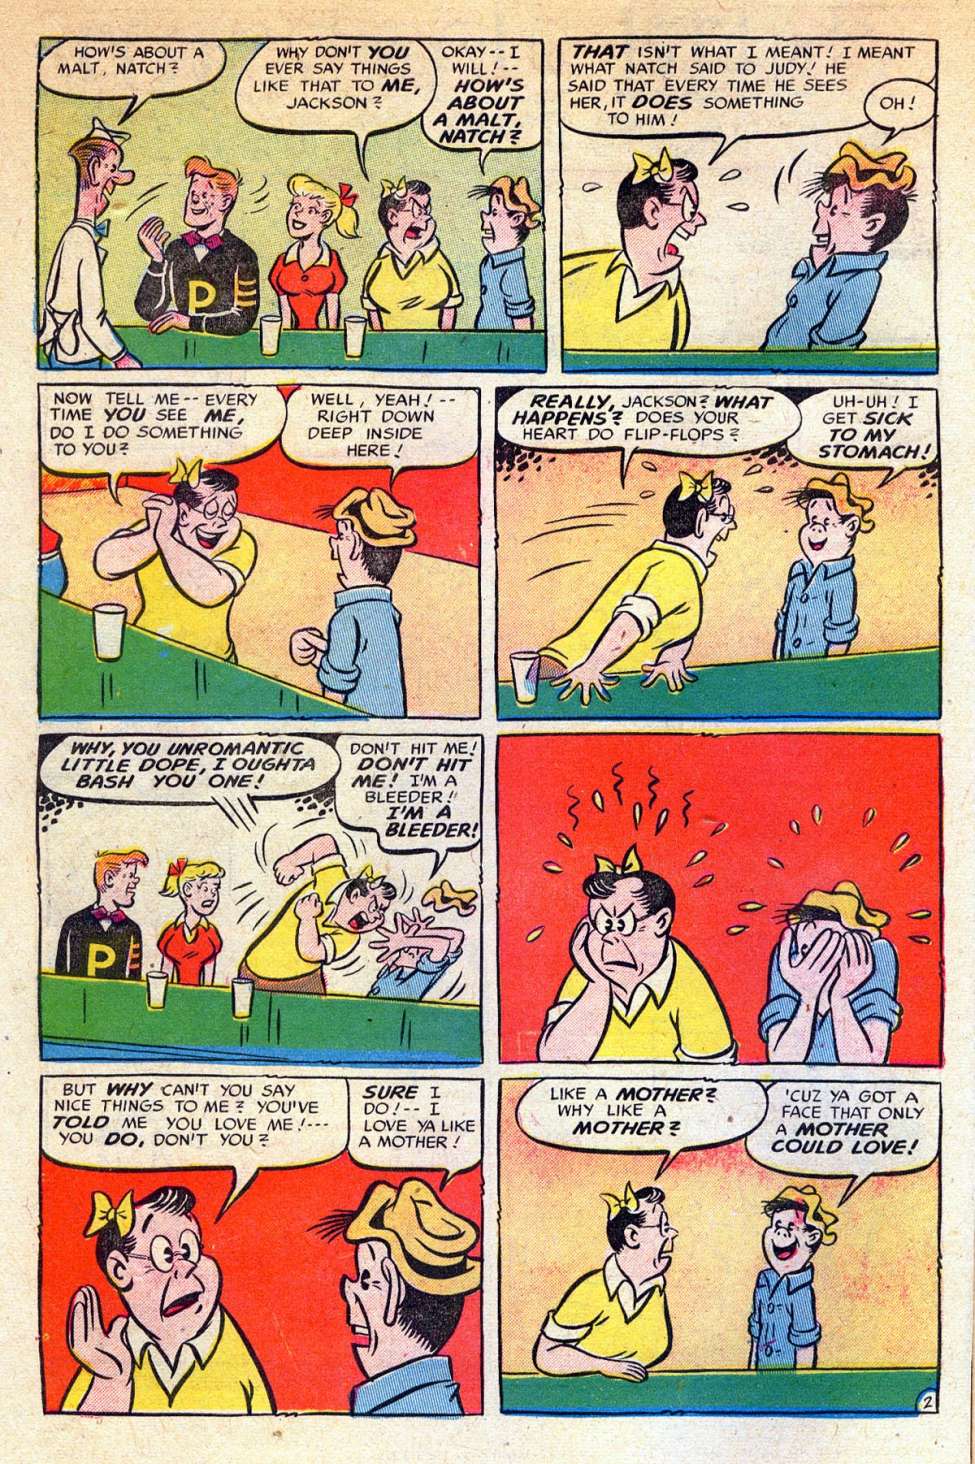 HOW'S ABOUT A
MALT, NATCH?
WHY DON'T YOU
EVER SAY THINGS
LIKE THAT TO ME,
JACKSON?
OKAY-- I
WILL!--
HOW'S
ABOUT
A MALT,
NATCH?
P
THAT ISN'T WHAT I MEANT! I MEANT
WHAT NATCH SAID TO JUDY! HE
SAID THAT EVERY TIME HE SEES
HER, IT DOES SOMETHING
TO HIM!
OH!
NOW TELL ME-- EVERY
TIME YOU SEE ME,
DO I DO SOMETHING
TO YOU?
WELL, YEAH!--
RIGHT DOWN
DEEP INSIDE
HERE!
REALLY, JACKSON? WHAT
HAPPENS? DOES YOUR
HEART DO FLIP-FLOPS?
UH-UH! I
GET SICK
TO MY
STOMACH!
WHY, YOU UNROMANTIC
LITTLE DOPE, I OUGHTA
BASH YOU ONE!
DON'T HIT ME!
DON'T HIT
ME! I'M A
BLEEDER!
I'M A
BLEEDER!
P
BUT WHY CAN'T YOU SAY
NICE THINGS TO ME? YOU'VE
TOLD ME YOU LOVE ME!---
YOU DO, DON'T YOU?
SURE I
DO!-- I
LOVE YA LIKE
A MOTHER!
LIKE A MOTHER?
WHY LIKE A
MOTHER?
'CUZ YA GOT A
FACE THAT ONLY
A MOTHER
COULD LOVE!
2